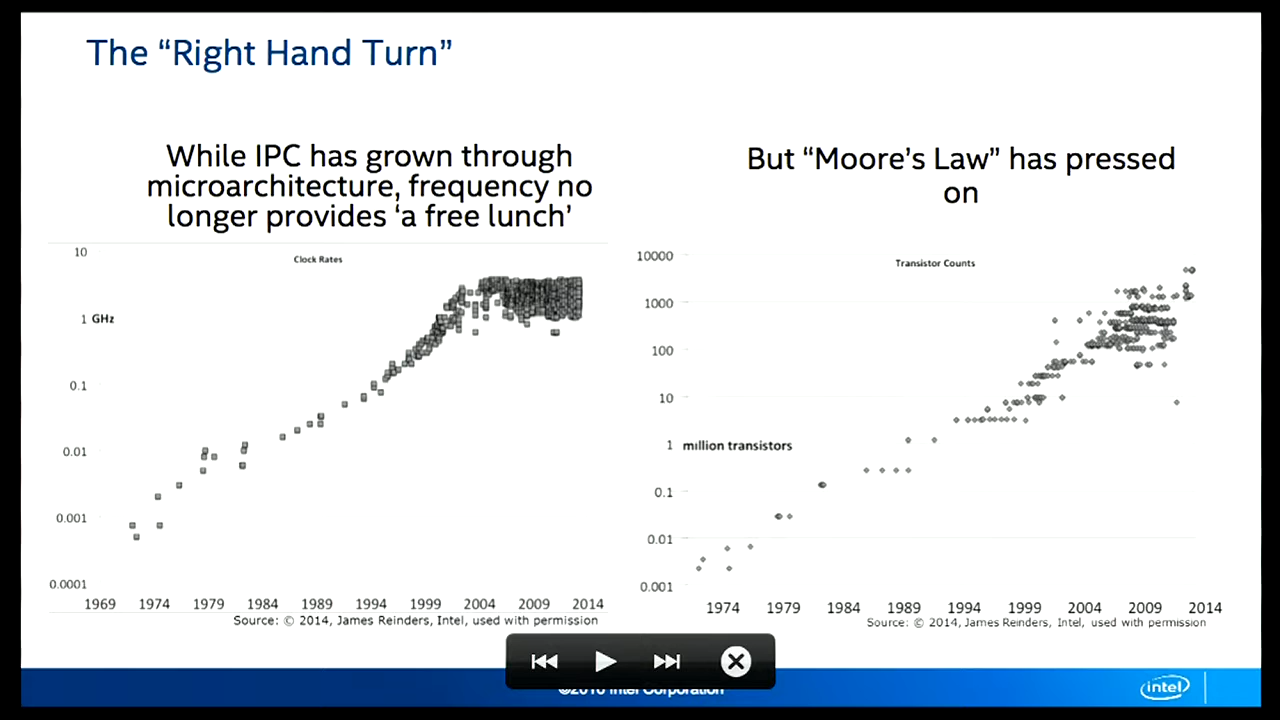 The “Right Hand Turn”
While IPC has grown through
microarchitecture, frequency no
longer provides ‘a free lunch’
10
Clock Rates
1 GHz
0.1
0.01
0.001
0.0001
1969 1974 1979 1984 1989 1994 1999 2004 2009 2014
Source: © 2014, James Reinders, Intel, used with permission
But “Moore’s Law” has pressed
on
10000
Transistor Counts
1000
100
10
1 million transistors
0.1
0.01
0.001
1974 1979 1984 1989 1994 1999 2004 2009 2014
Source: © 2014, James Reinders, Intel, used with permission
©2016 Intel Corporation
intel